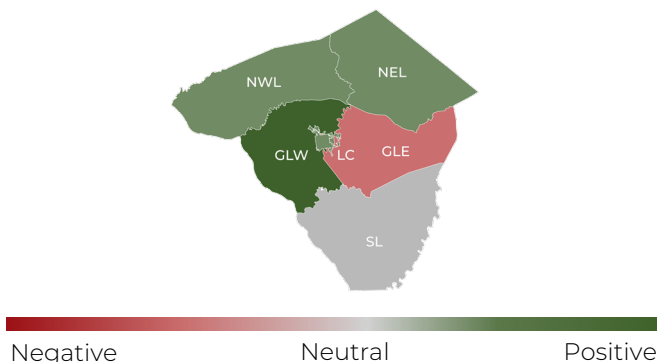 NEL
NWL
GLW
LC
GLE
SL
Negative
Neutral
Positive